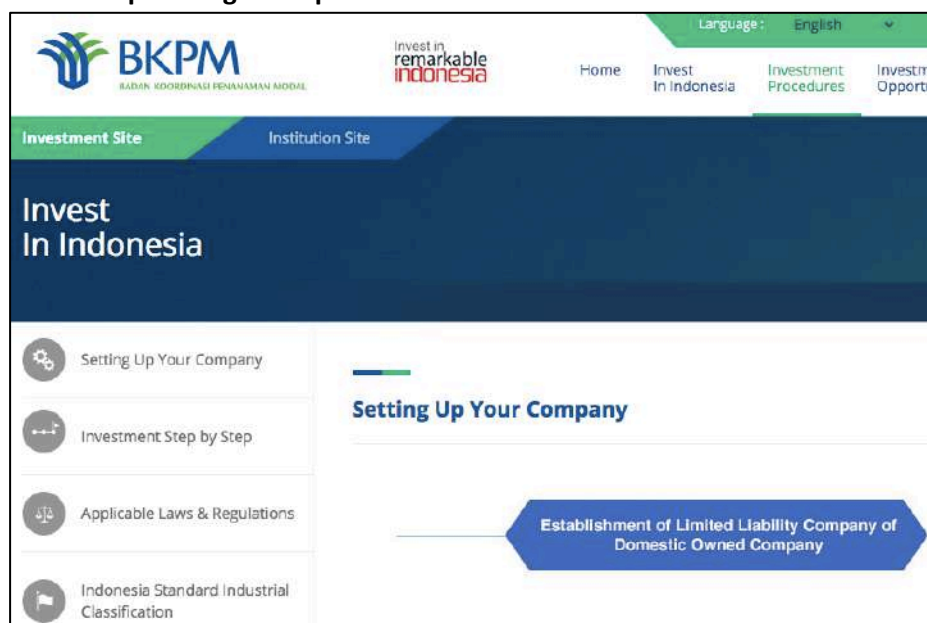 Language: English
BKPM
BADAN KOORDINASI PENANAMAN MODAL
Invest in
remarkable
indonesia
Home
Invest
In Indonesia
Investment
Procedures
Investment Site
Institution Site
Invest
In Indonesia
Setting Up Your Company
Investment Step by Step
Applicable Laws & Regulations
Indonesia Standard Industrial
Classification
Setting Up Your Company
Establishment of Limited Liability Company of
Domestic Owned Company